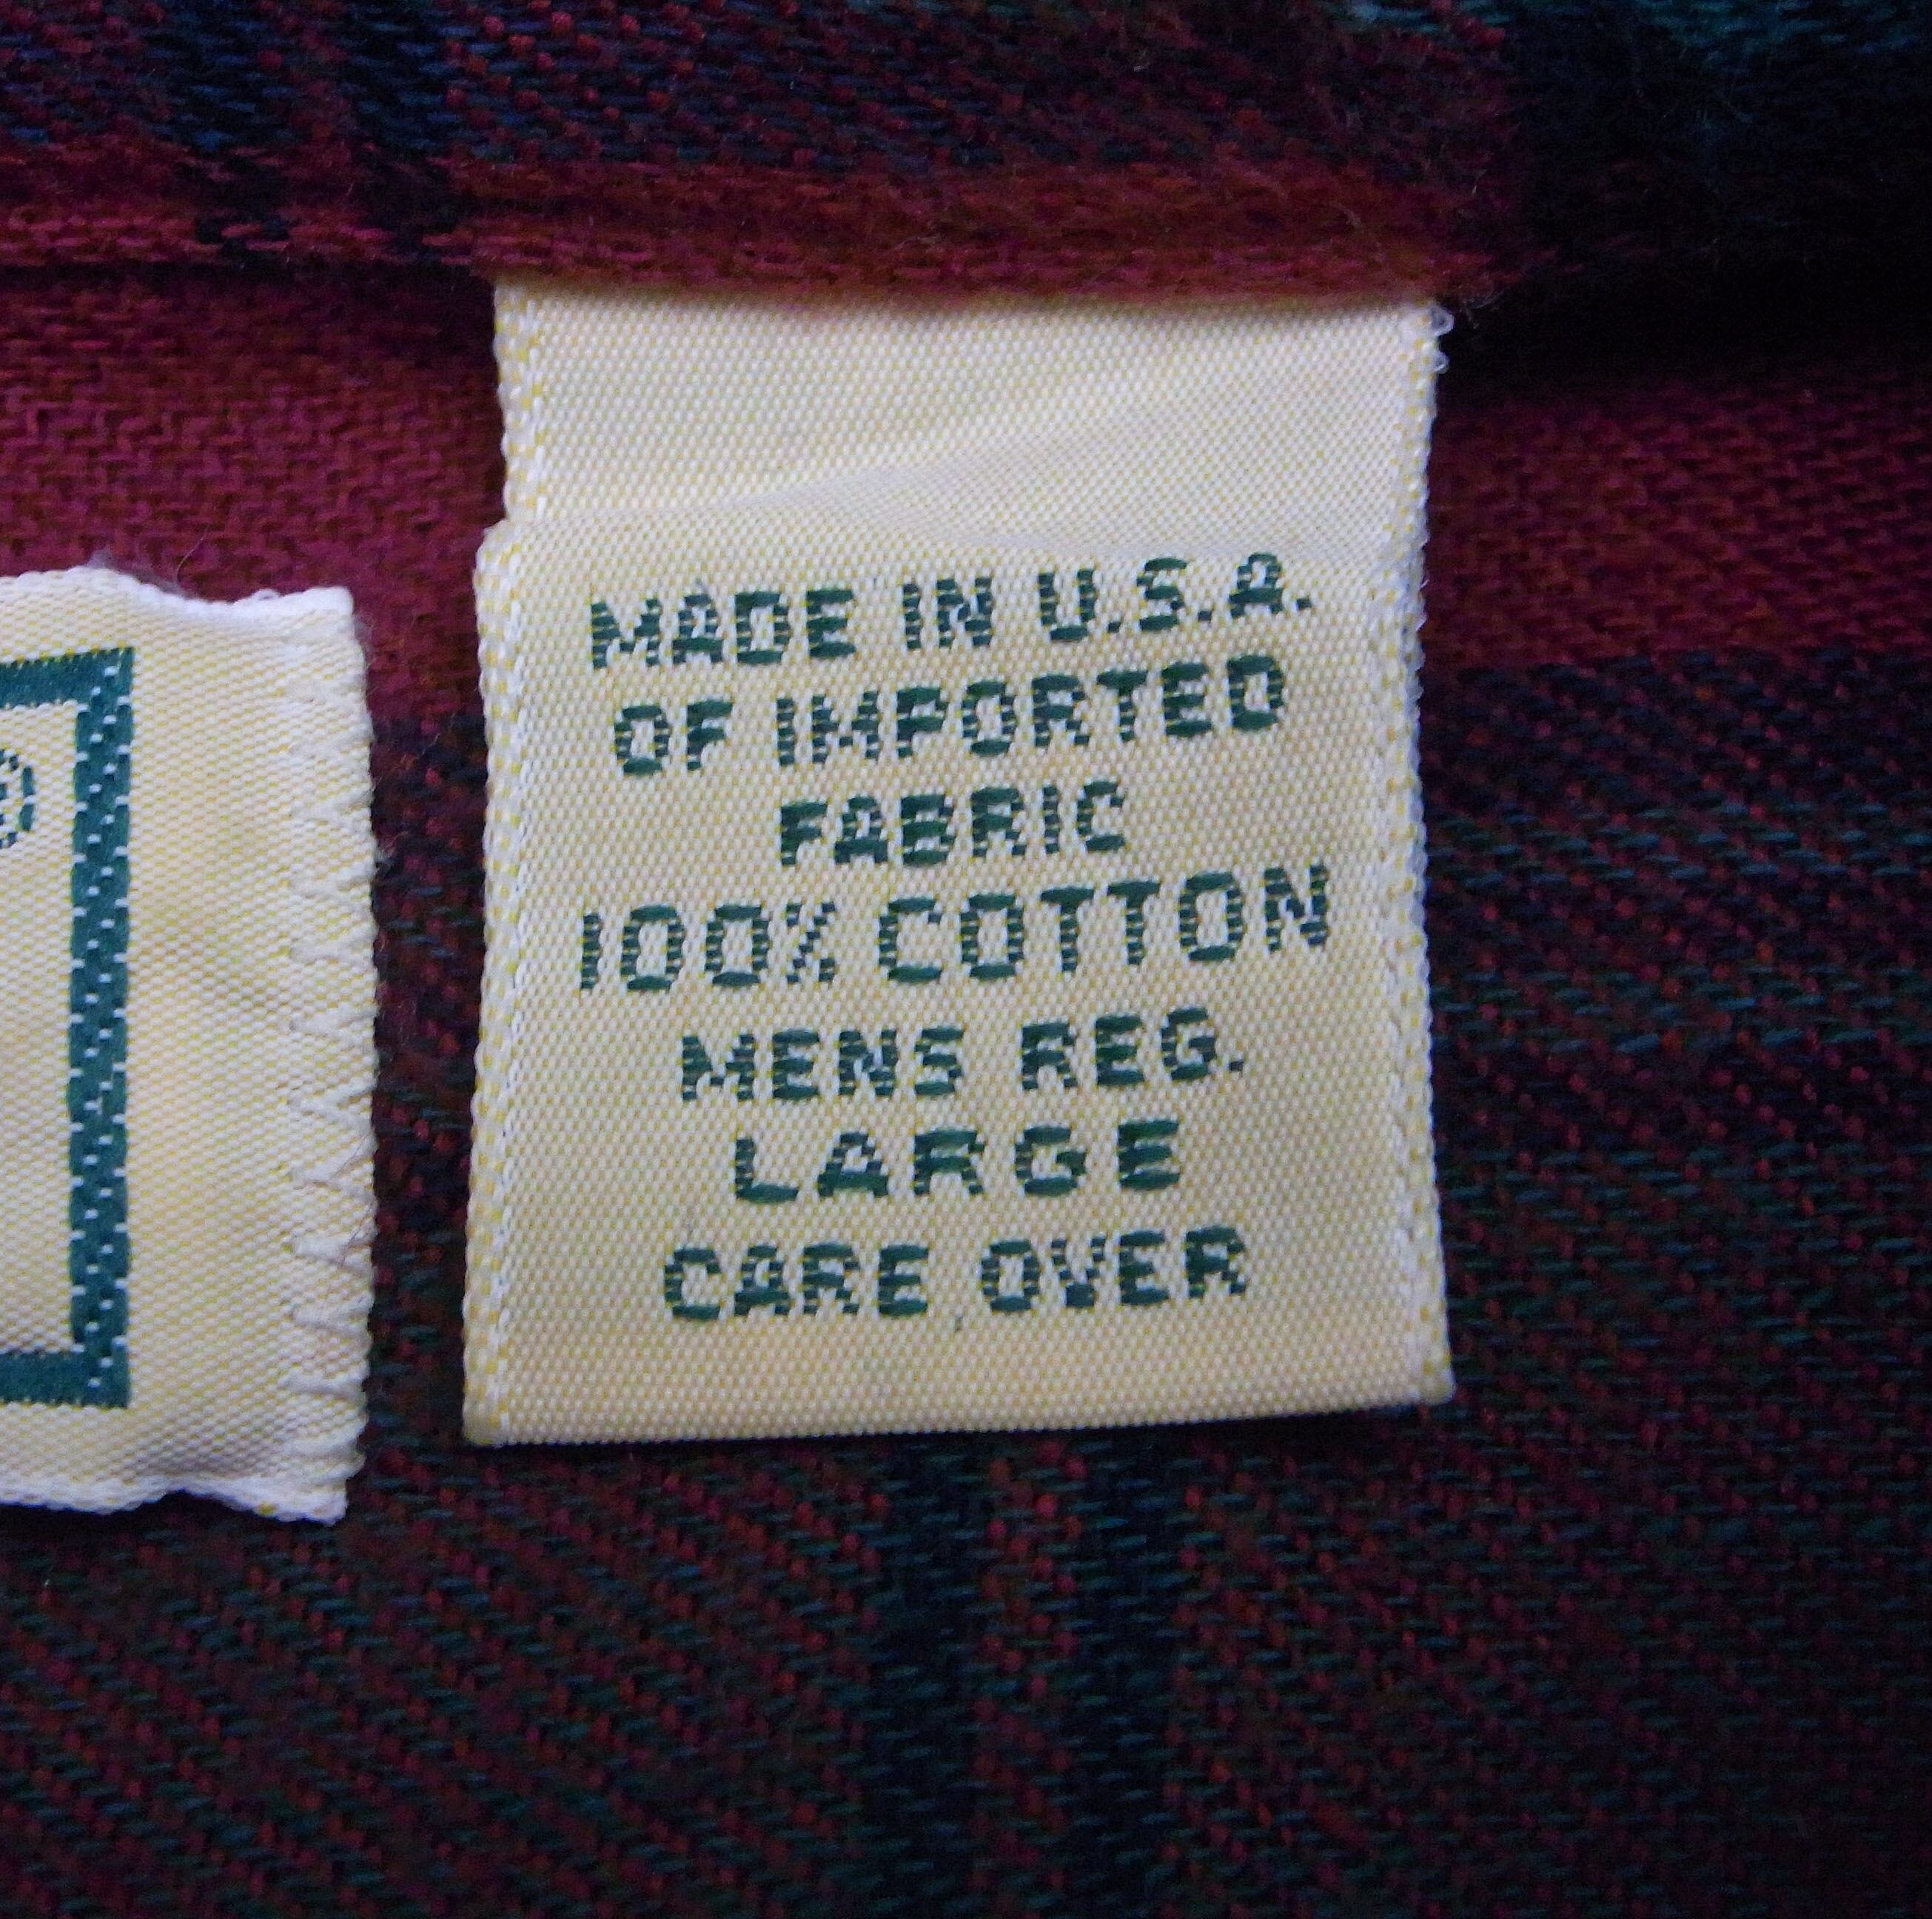 ®
MADE IN U.S.A.
OF IMPORTED
FABRIC
100% COTTON
MENS REG.
LARGE
CARE OVER